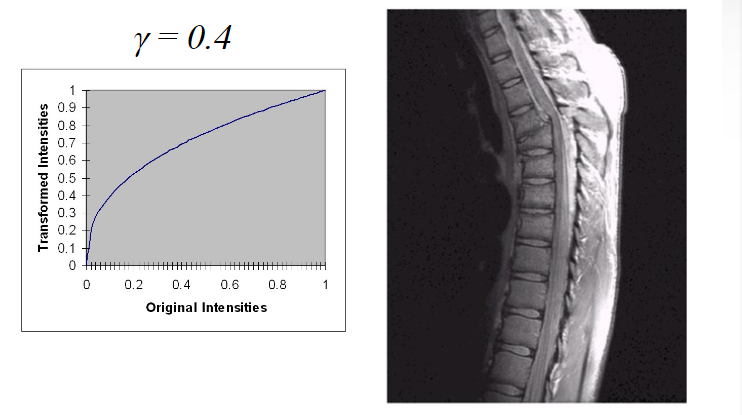 γ = 0.4
Transformed Intensities
1
0.9
0.8
0.7
0.6
0.5
0.4
0.3
0.2
0.1
0
0 0.2 0.4 0.6 0.8 1
Original Intensities